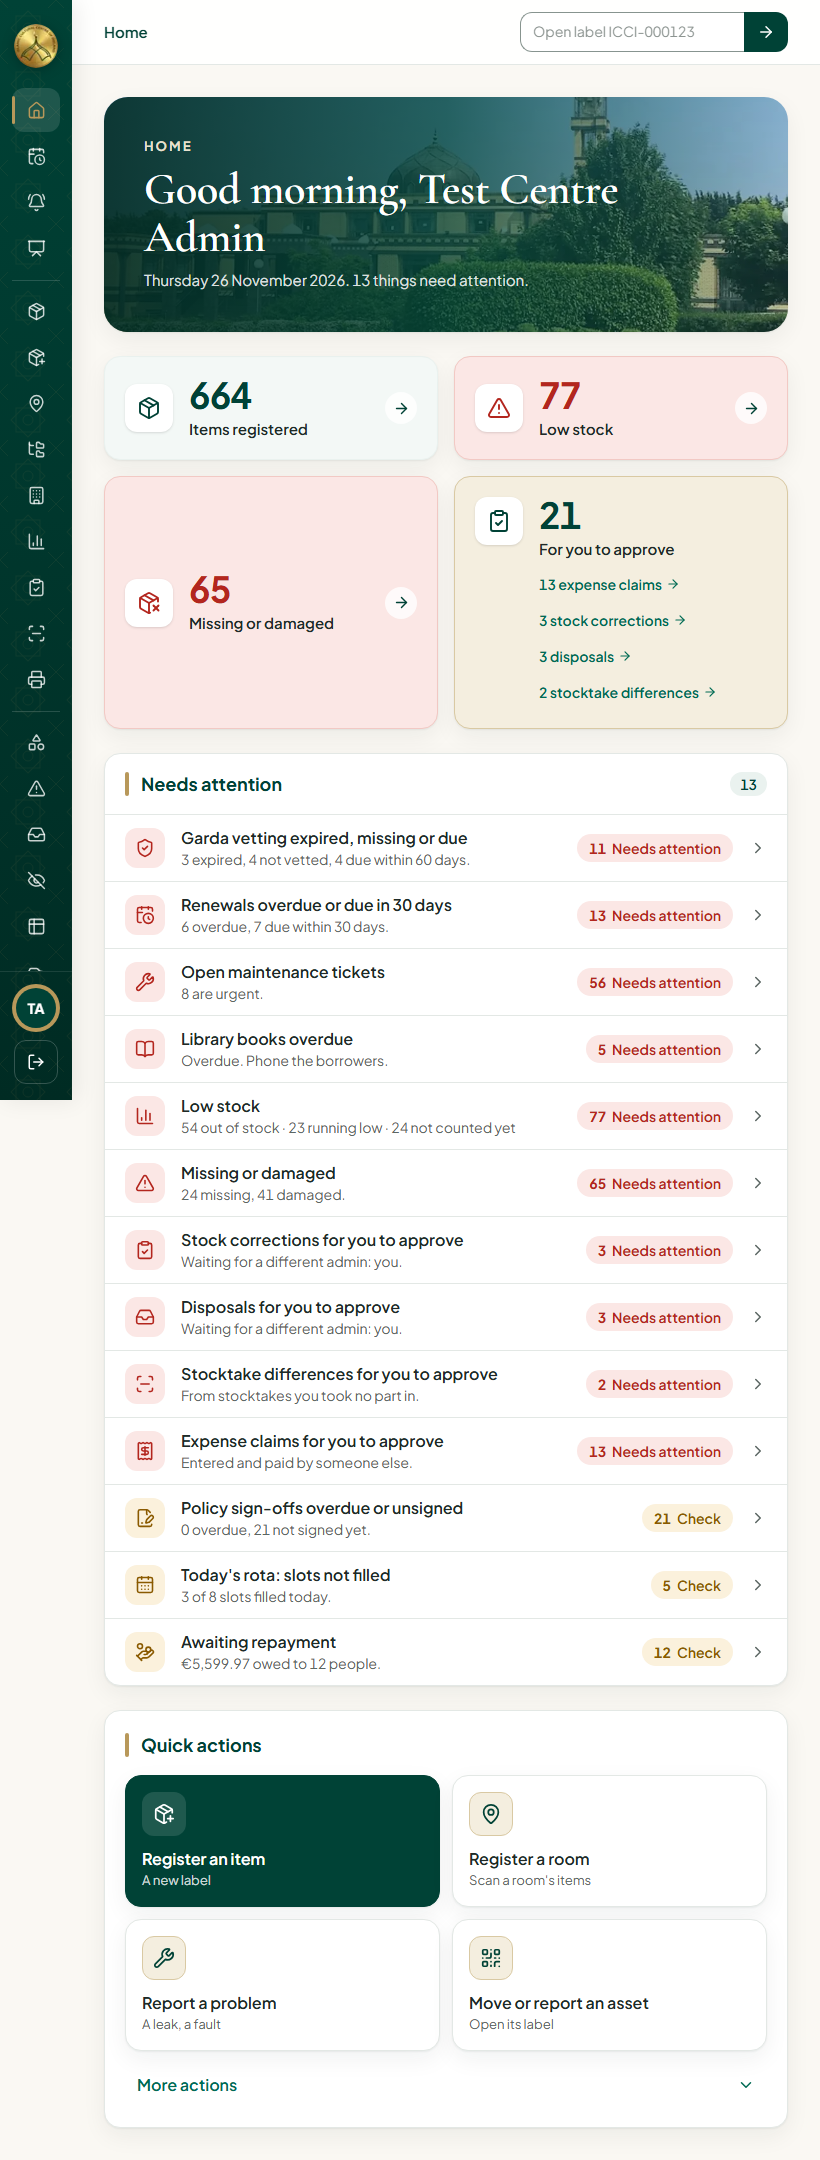 Home
Open label ICCI-000123
HOME
Good morning, Test Centre
Admin
Thursday 26 November 2026. 13 things need attention.
664
Items registered
77
Low stock
65
Missing or damaged
21
For you to approve
13 expense claims →
3 stock corrections →
3 disposals →
2 stocktake differences →
Needs attention
13
Garda vetting expired, missing or due
3 expired, 4 not vetted, 4 due within 60 days.
11 Needs attention
Renewals overdue or due in 30 days
6 overdue, 7 due within 30 days.
13 Needs attention
Open maintenance tickets
8 are urgent.
56 Needs attention
Library books overdue
Overdue. Phone the borrowers.
5 Needs attention
Low stock
54 out of stock · 23 running low · 24 not counted yet
77 Needs attention
Missing or damaged
24 missing, 41 damaged.
65 Needs attention
Stock corrections for you to approve
Waiting for a different admin: you.
3 Needs attention
Disposals for you to approve
Waiting for a different admin: you.
3 Needs attention
Stocktake differences for you to approve
From stocktakes you took no part in.
2 Needs attention
Expense claims for you to approve
Entered and paid by someone else.
13 Needs attention
Policy sign-offs overdue or unsigned
0 overdue, 21 not signed yet.
21 Check
Today's rota: slots not filled
3 of 8 slots filled today.
5 Check
Awaiting repayment
€5,599.97 owed to 12 people.
12 Check
TA
Quick actions
Register an item
A new label
Register a room
Scan a room's items
Report a problem
A leak, a fault
Move or report an asset
Open its label
More actions